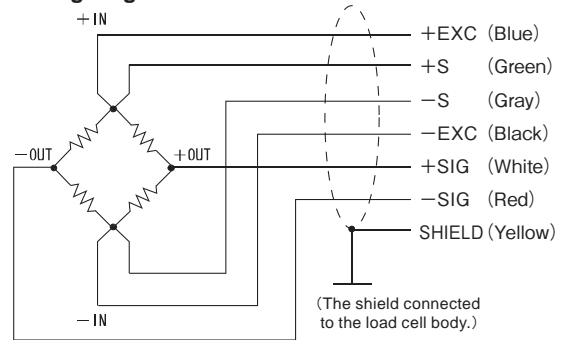 +IN
+EXC (Blue)
+S (Green)
−S (Gray)
−EXC (Black)
−OUT
+OUT
+SIG (White)
−SIG (Red)
SHIELD (Yellow)
−IN
(The shield connected
to the load cell body.)